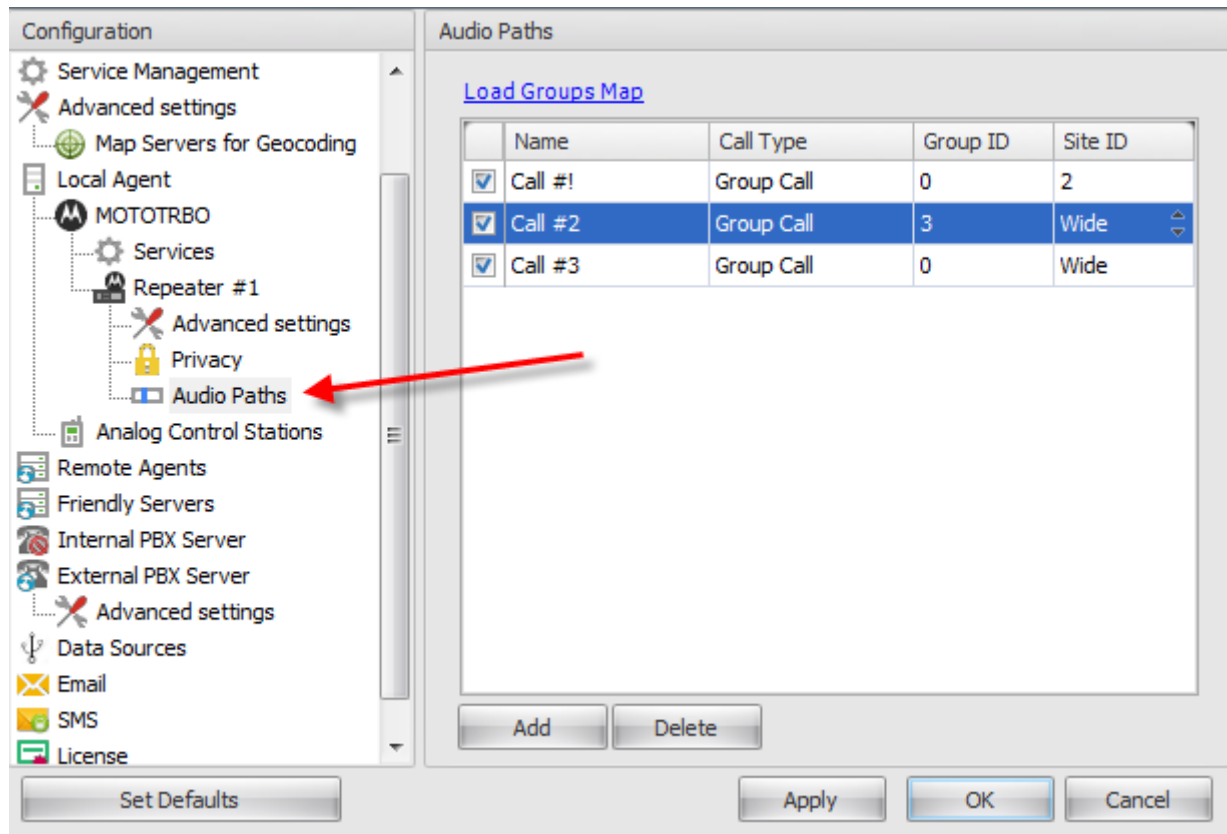 Configuration
Service Management
Advanced settings
Map Servers for Geocoding
Local Agent
MOTOTRBO
Services
Repeater #1
Advanced settings
Privacy
Audio Paths
Analog Control Stations
Remote Agents
Friendly Servers
Internal PBX Server
External PBX Server
Advanced settings
Data Sources
Email
SMS
License
Set Defaults
Audio Paths
Load Groups Map
Name Call Type Group ID Site ID
Call #! Group Call 0 2
Call #2 Group Call 3 Wide
Call #3 Group Call 0 Wide
Add Delete
Apply OK Cancel